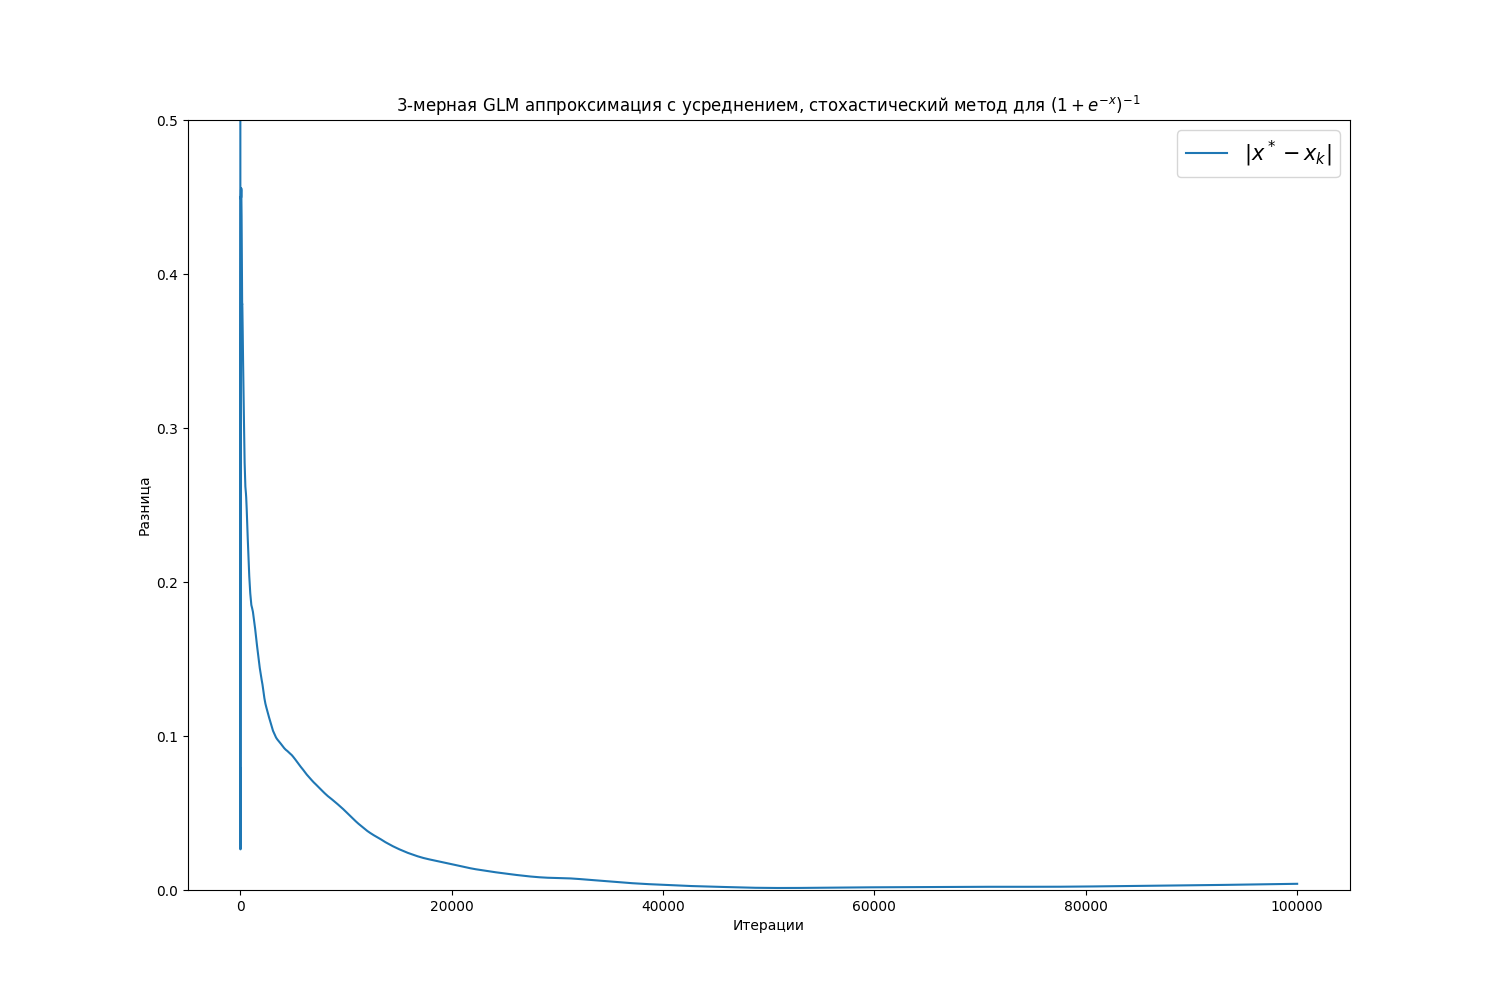 3-мерная GLM аппроксимация с усреднением, стохастический метод для $(1 + e^{-x})^{-1}$
$|x^* - x_k|$
0.5
0.4
0.3
0.2
0.1
0.0
Разница
0 20000 40000 60000 80000 100000
Итерации